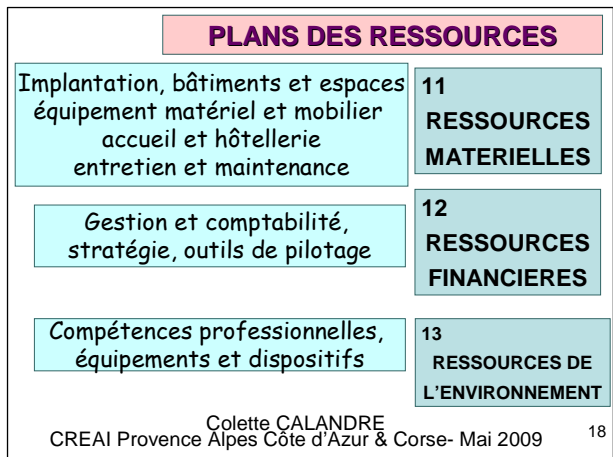 PLANS DES RESSOURCES
Implantation, bâtiments et espaces
équipement matériel et mobilier
accueil et hôtellerie
entretien et maintenance
11
RESSOURCES
MATERIELLES
Gestion et comptabilité,
stratégie, outils de pilotage
12
RESSOURCES
FINANCIERES
Compétences professionnelles,
équipements et dispositifs
13
RESSOURCES DE
L'ENVIRONNEMENT
Colette CALANDRE
CREAI Provence Alpes Côte d'Azur & Corse- Mai 2009
18